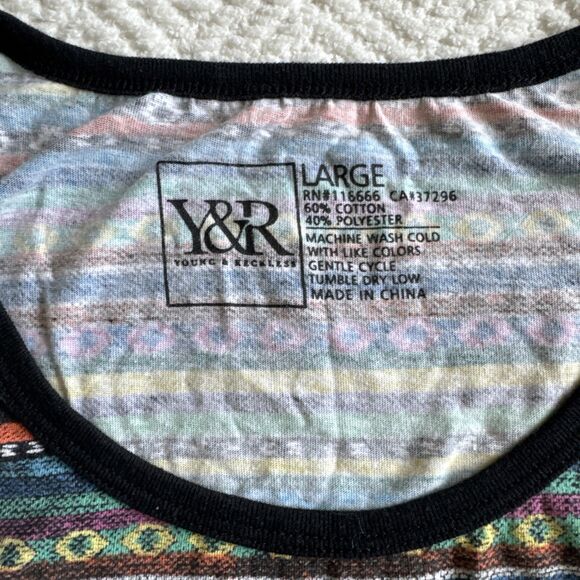 Y&R
YOUNG & RECKLESS
LARGE
RN#116666 CA#37296
60% COTTON
40% POLYESTER
MACHINE WASH COLD
WITH LIKE COLORS
GENTLE CYCLE
TUMBLE DRY LOW
MADE IN CHINA